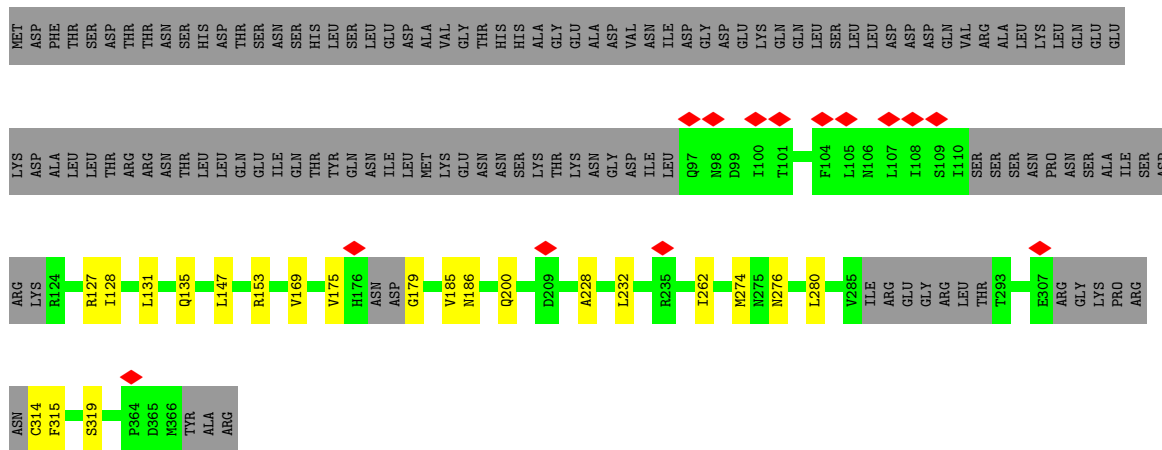 MET ASP PHE THR SER ASP THR THR ASN SER HIS ASP THR SER ASN SER HIS LEU SER LEU GLU ASP ALA VAL GLY THR HIS HIS ALA GLY GLU ALA ASP VAL ASN ILE ASP GLY ASP GLU LYS GLN GLN LEU SER LEU LEU ASP ASP ASP GLN VAL ARG ALA LEU LYS LEU GLN GLU GLU
LYS ASP ALA LEU LEU THR ARG ARG ASN THR LEU LEU GLN GLU ILE GLN THR TYR GLN ASN ILE LEU MET LYS GLU ASN ASN SER LYS THR LYS ASN GLY ASP ILE LEU Q97 N98 D99 I100 T101 F104 L105 N106 L107 I108 S109 I110 SER SER SER ASN PRO ASN SER ALA ILE SER ASP
ARG LYS R124 R127 I128 L131 Q135 L147 R153 V169 V175 H176 ASN ASP G179 V185 N186 Q200 D209 A228 L232 R235 I262 M274 N275 N276 L280 V285 ILE ARG GLU GLY ARG LEU THR T293 E307 ARG GLY LYS PRO ARG
ASN C314 F315 S319 P364 D365 M366 TYR ALA ARG